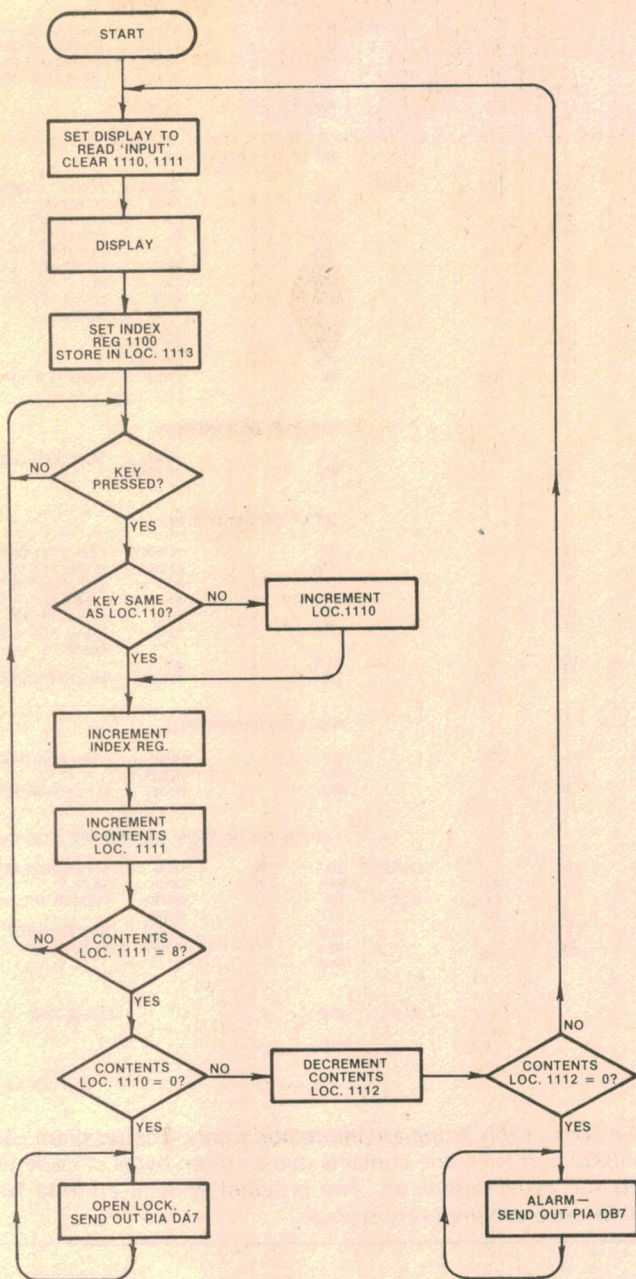 START
SET DISPLAY TO
READ 'INPUT'
CLEAR 1110, 1111
DISPLAY
SET INDEX
REG 1100
STORE IN LOC. 1113
NO
KEY
PRESSED?
YES
KEY SAME
AS LOC.110?
NO
INCREMENT
LOC.1110
YES
INCREMENT
INDEX REG.
INCREMENT
CONTENTS
LOC. 1111
NO
CONTENTS
LOC. 1111 = 8?
YES
CONTENTS
LOC. 1110 = 0?
NO
DECREMENT
CONTENTS
LOC. 1112
NO
CONTENTS
LOC. 1112 = 0?
YES
YES
OPEN LOCK.
SEND OUT PIA DA7
ALARM—
SEND OUT PIA DB7